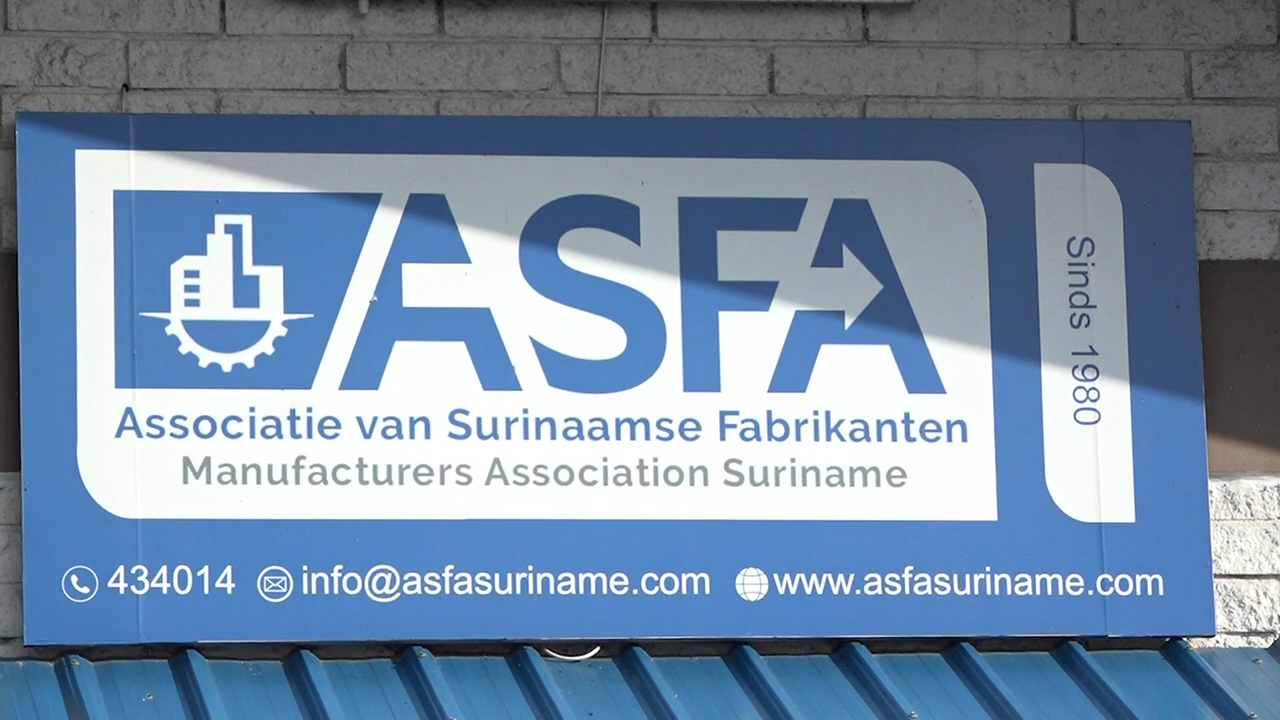 ASFA
Associatie van Surinaamse Fabrikanten
Manufacturers Association Suriname
Sinds 1980
434014 info@asfasuriname.com www.asfasuriname.com